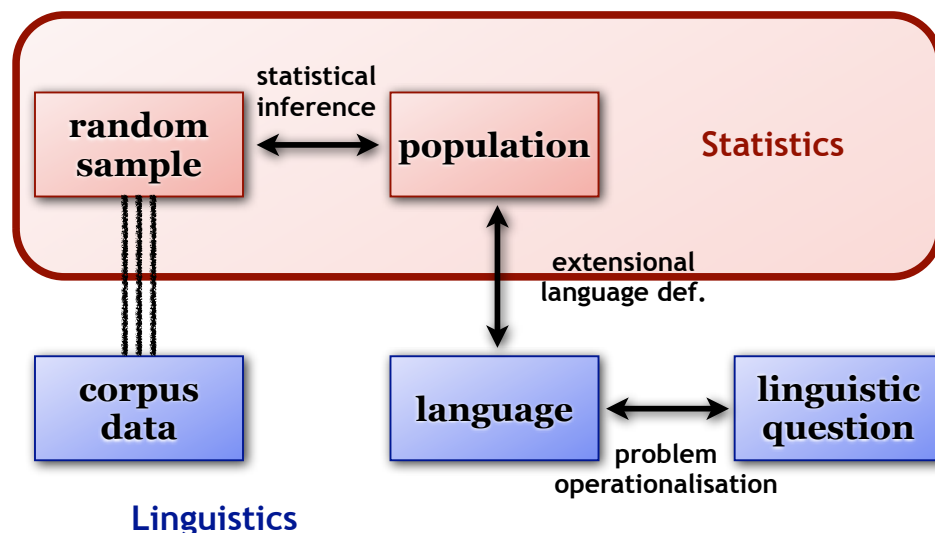 statistical
inference
random
sample
population
Statistics
extensional
language def.
corpus
data
language
linguistic
question
problem
operationalisation
Linguistics